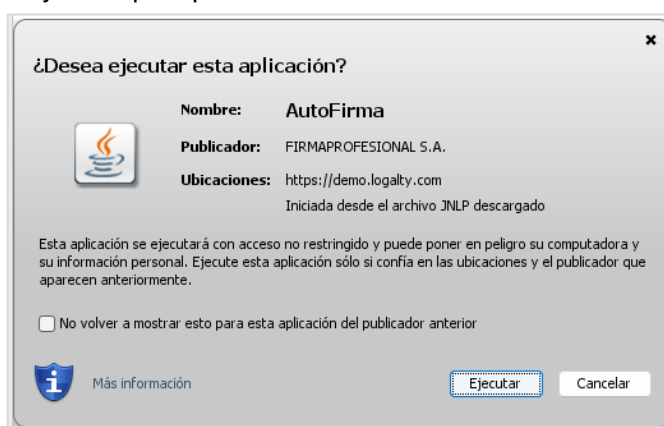 ¿Desea ejecutar esta aplicación?
Nombre: AutoFirma
Publicador: FIRMAPROFESIONAL S.A.
Ubicaciones: https://demo.logalty.com
Iniciada desde el archivo JNLP descargado
Esta aplicación se ejecutará con acceso no restringido y puede poner en peligro su computadora y
su información personal. Ejecute esta aplicación sólo si confía en las ubicaciones y el publicador que
aparecen anteriormente.
No volver a mostrar esto para esta aplicación del publicador anterior
Más información
Ejecutar Cancelar